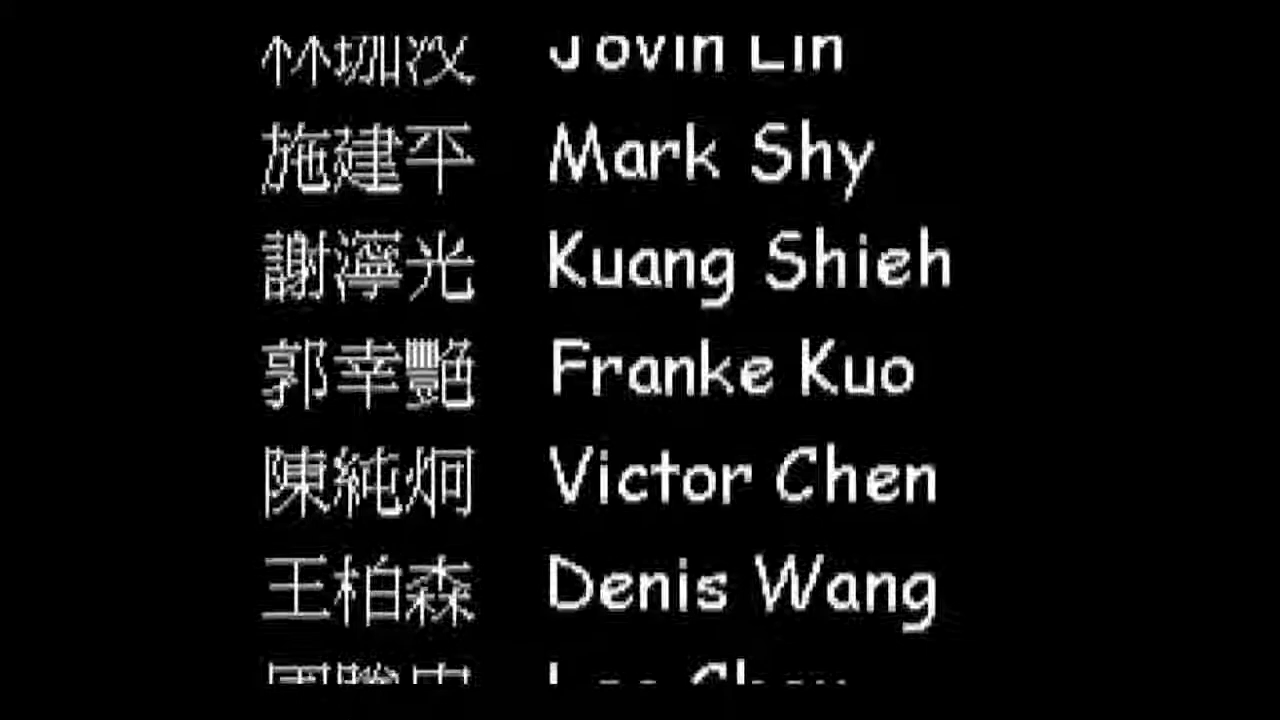 Jovin Lin
施建平 Mark Shy
謝濘光 Kuang Shieh
郭幸艷 Franke Kuo
陳純炯 Victor Chen
王柏森 Denis Wang